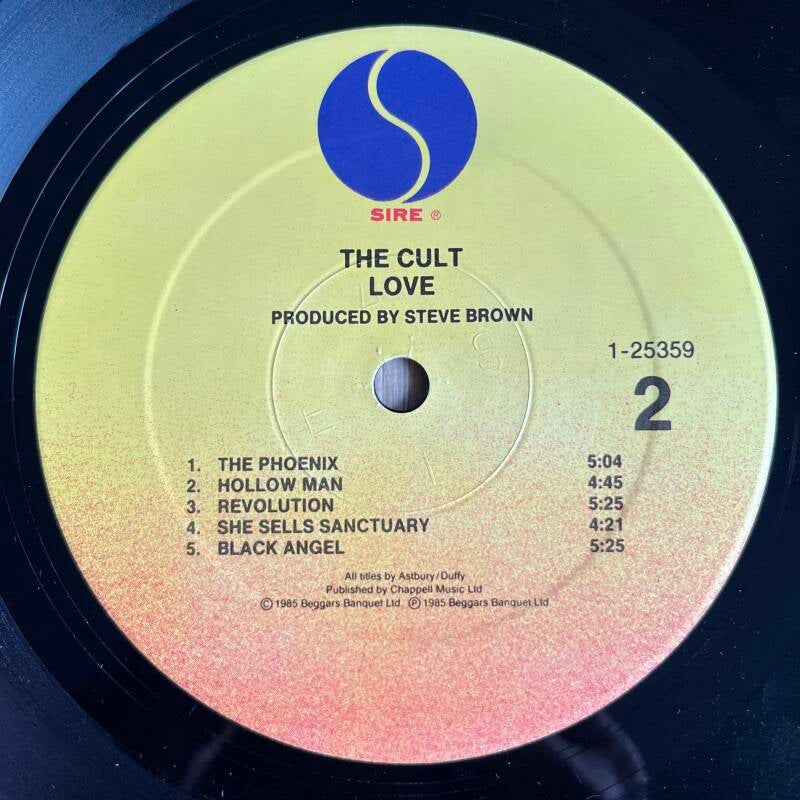 SIRE ®
THE CULT
LOVE
PRODUCED BY STEVE BROWN
1-25359
2
1. THE PHOENIX 5:04
2. HOLLOW MAN 4:45
3. REVOLUTION 5:25
4. SHE SELLS SANCTUARY 4:21
5. BLACK ANGEL 5:25
All titles by Astbury/Duffy
Published by Chappell Music Ltd
© 1985 Beggars Banquet Ltd. ℗ 1985 Beggars Banquet Ltd